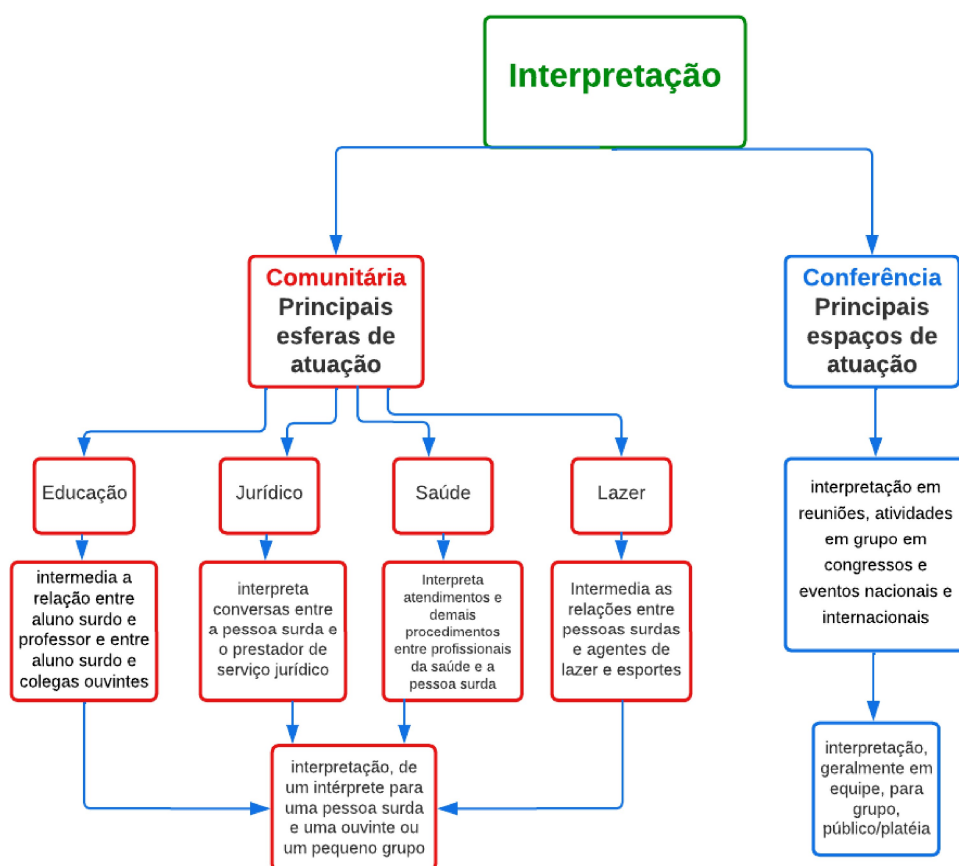 Interpretação
Comunitária
Principais
esferas de
atuação
Conferência
Principais
espaços de
atuação
Educação
Jurídico
Saúde
Lazer
intermedia a
relação entre
aluno surdo e
professor e entre
aluno surdo e
colegas ouvintes
interpreta
conversas entre
a pessoa surda e
o prestador de
serviço jurídico
Interpreta
atendimentos e
demais
procedimentos
entre profissionais
da saúde e a
pessoa surda
Intermedia as
relações entre
pessoas surdas
e agentes de
lazer e esportes
interpretação em
reuniões, atividades
em grupo em
congressos e
eventos nacionais e
internacionais
interpretação, de
um intérprete para
uma pessoa surda
e uma ouvinte ou
um pequeno grupo
interpretação,
geralmente em
equipe, para
grupo,
público/platéia